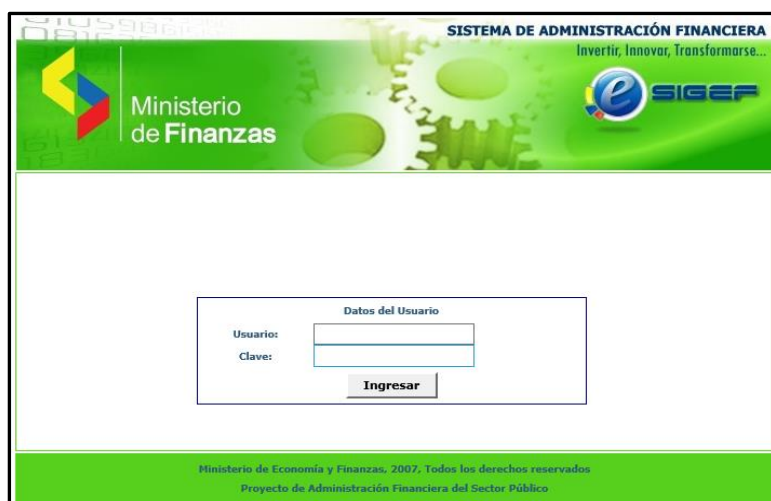 SISTEMA DE ADMINISTRACIÓN FINANCIERA
Invertir, Innovar, Transformarse...
Ministerio
de Finanzas
e SIGEF
Datos del Usuario
Usuario:
Clave:
Ingresar
Ministerio de Economía y Finanzas, 2007, Todos los derechos reservados
Proyecto de Administración Financiera del Sector Público